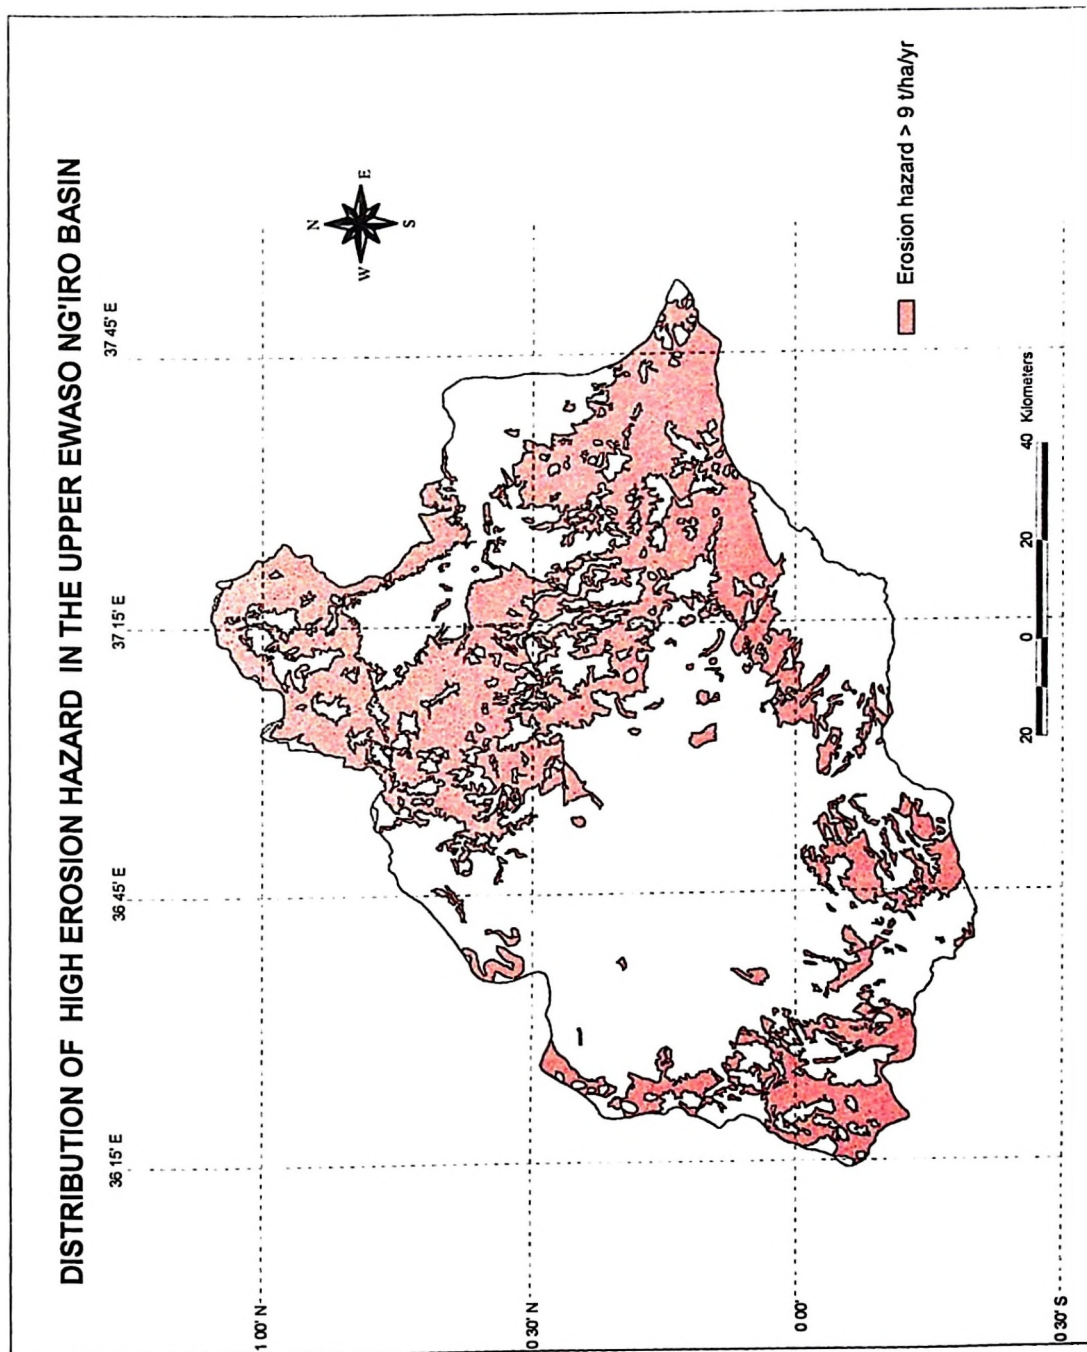 DISTRIBUTION OF HIGH EROSION HAZARD IN THE UPPER EWASO NG'IRO BASIN
36 15' E
36 45' E
37 15' E
37 45' E
N
W
E
S
1 00' N
0 30' N
0 00'
0 30' S
Erosion hazard > 9 t/ha/yr
20
0
20
40 Kilometers